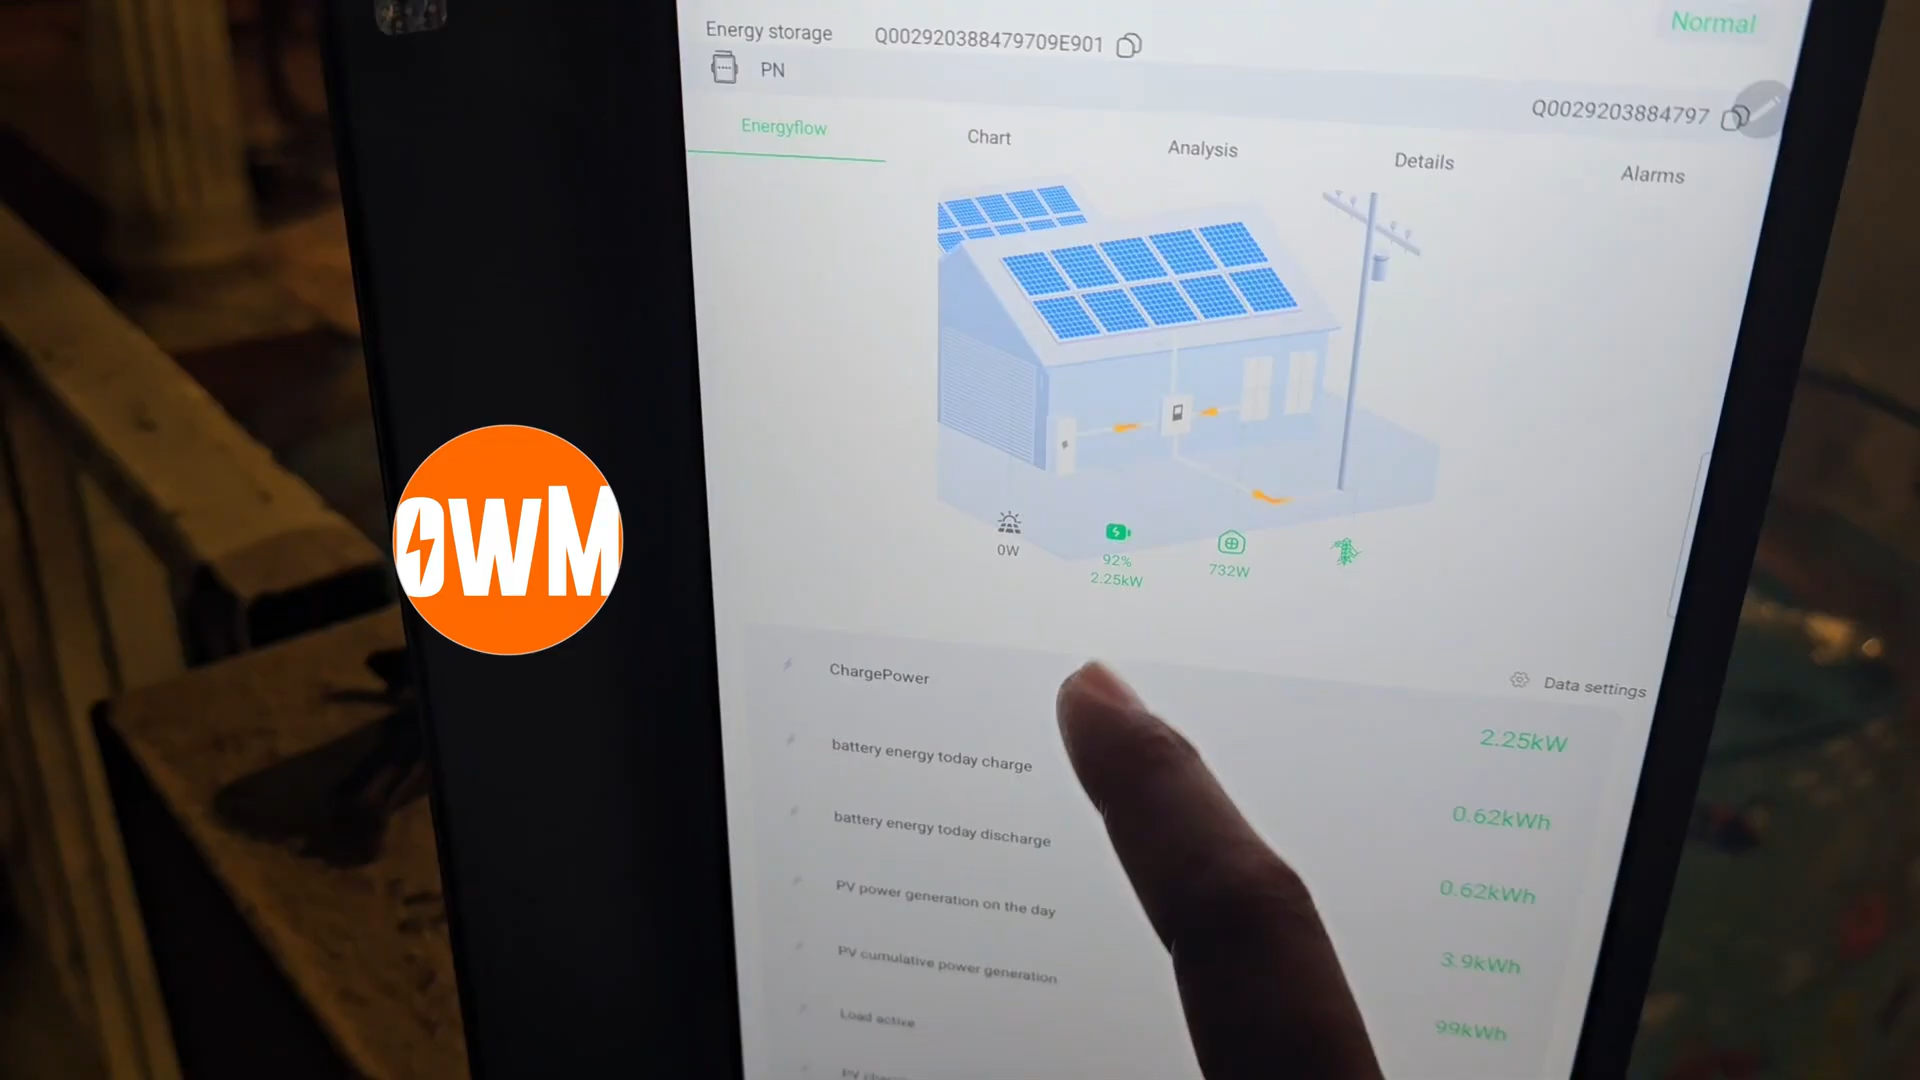 Normal
Energy storage Q002920388479709E901
PN Q0029203884797
Energyflow Chart Analysis Details Alarms
0W
92%
2.25kW
732W
OWM
Data settings
ChargePower 2.25kW
battery energy today charge 0.62kWh
battery energy today discharge 0.62kWh
PV power generation on the day 3.9kWh
PV cumulative power generation 99kWh
Load active
PV